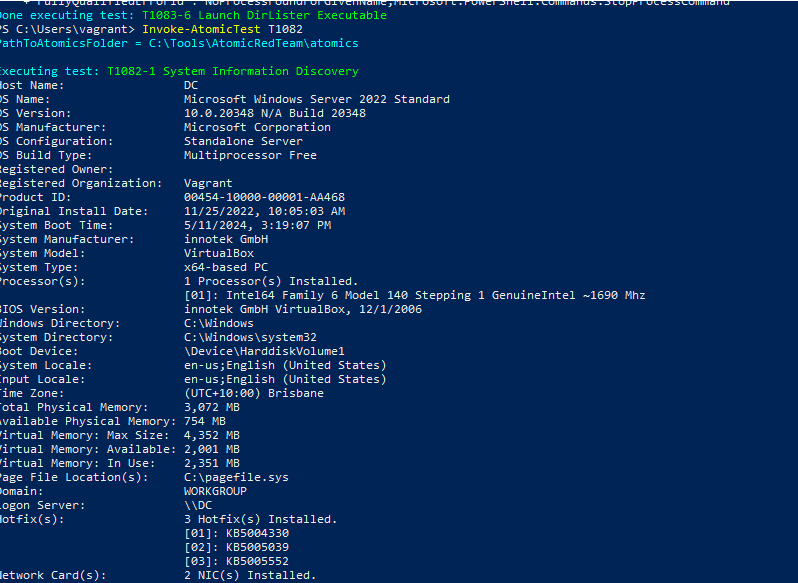 + FullyQualifiedErrorId : NoProcessFoundForGivenName,Microsoft.PowerShell.Commands.StopProcessCommand
Done executing test: T1083-6 Launch DirLister Executable
PS C:\Users\vagrant> Invoke-AtomicTest T1082
PathToAtomicsFolder = C:\Tools\AtomicRedTeam\atomics
Executing test: T1082-1 System Information Discovery
Host Name: DC
OS Name: Microsoft Windows Server 2022 Standard
OS Version: 10.0.20348 N/A Build 20348
OS Manufacturer: Microsoft Corporation
OS Configuration: Standalone Server
OS Build Type: Multiprocessor Free
Registered Owner:
Registered Organization: Vagrant
Product ID: 00454-10000-00001-AA468
Original Install Date: 11/25/2022, 10:05:03 AM
System Boot Time: 5/11/2024, 3:19:07 PM
System Manufacturer: innotek GmbH
System Model: VirtualBox
System Type: x64-based PC
Processor(s): 1 Processor(s) Installed.
[01]: Intel64 Family 6 Model 140 Stepping 1 GenuineIntel ~1690 Mhz
BIOS Version: innotek GmbH VirtualBox, 12/1/2006
Windows Directory: C:\Windows
System Directory: C:\Windows\system32
Boot Device: \Device\HarddiskVolume1
System Locale: en-us;English (United States)
Input Locale: en-us;English (United States)
Time Zone: (UTC+10:00) Brisbane
Total Physical Memory: 3,072 MB
Available Physical Memory: 754 MB
Virtual Memory: Max Size: 4,352 MB
Virtual Memory: Available: 2,001 MB
Virtual Memory: In Use: 2,351 MB
Page File Location(s): C:\pagefile.sys
Domain: WORKGROUP
Logon Server: \\DC
Hotfix(s): 3 Hotfix(s) Installed.
[01]: KB5004330
[02]: KB5005039
[03]: KB5005552
Network Card(s): 2 NIC(s) Installed.